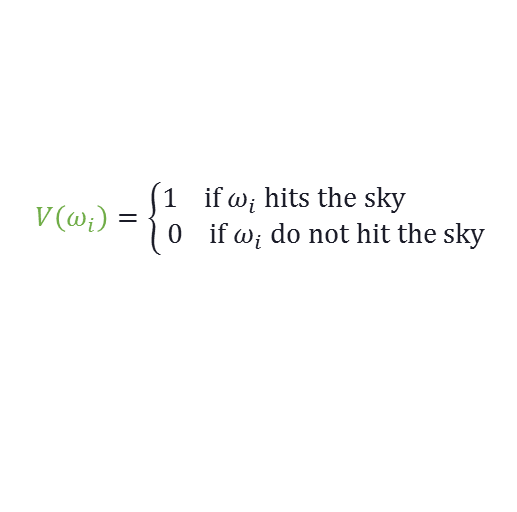 V(ωᵢ) = {1 if ωᵢ hits the sky
0 if ωᵢ do not hit the sky